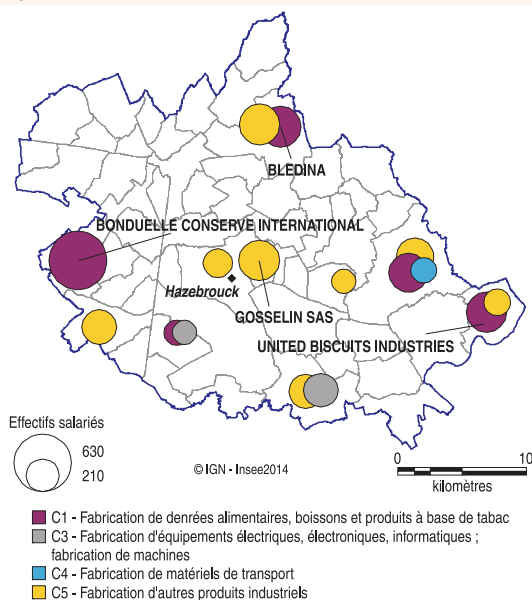 BLEDINA
BONDUELLE CONSERVE INTERNATIONAL
Hazebrouck
GOSSELIN SAS
UNITED BISCUITS INDUSTRIES
Effectifs salariés
630
210
© IGN - Insee2014
0 10
kilomètres
C1 - Fabrication de denrées alimentaires, boissons et produits à base de tabac
C3 - Fabrication d'équipements électriques, électroniques, informatiques ;
fabrication de machines
C4 - Fabrication de matériels de transport
C5 - Fabrication d'autres produits industriels